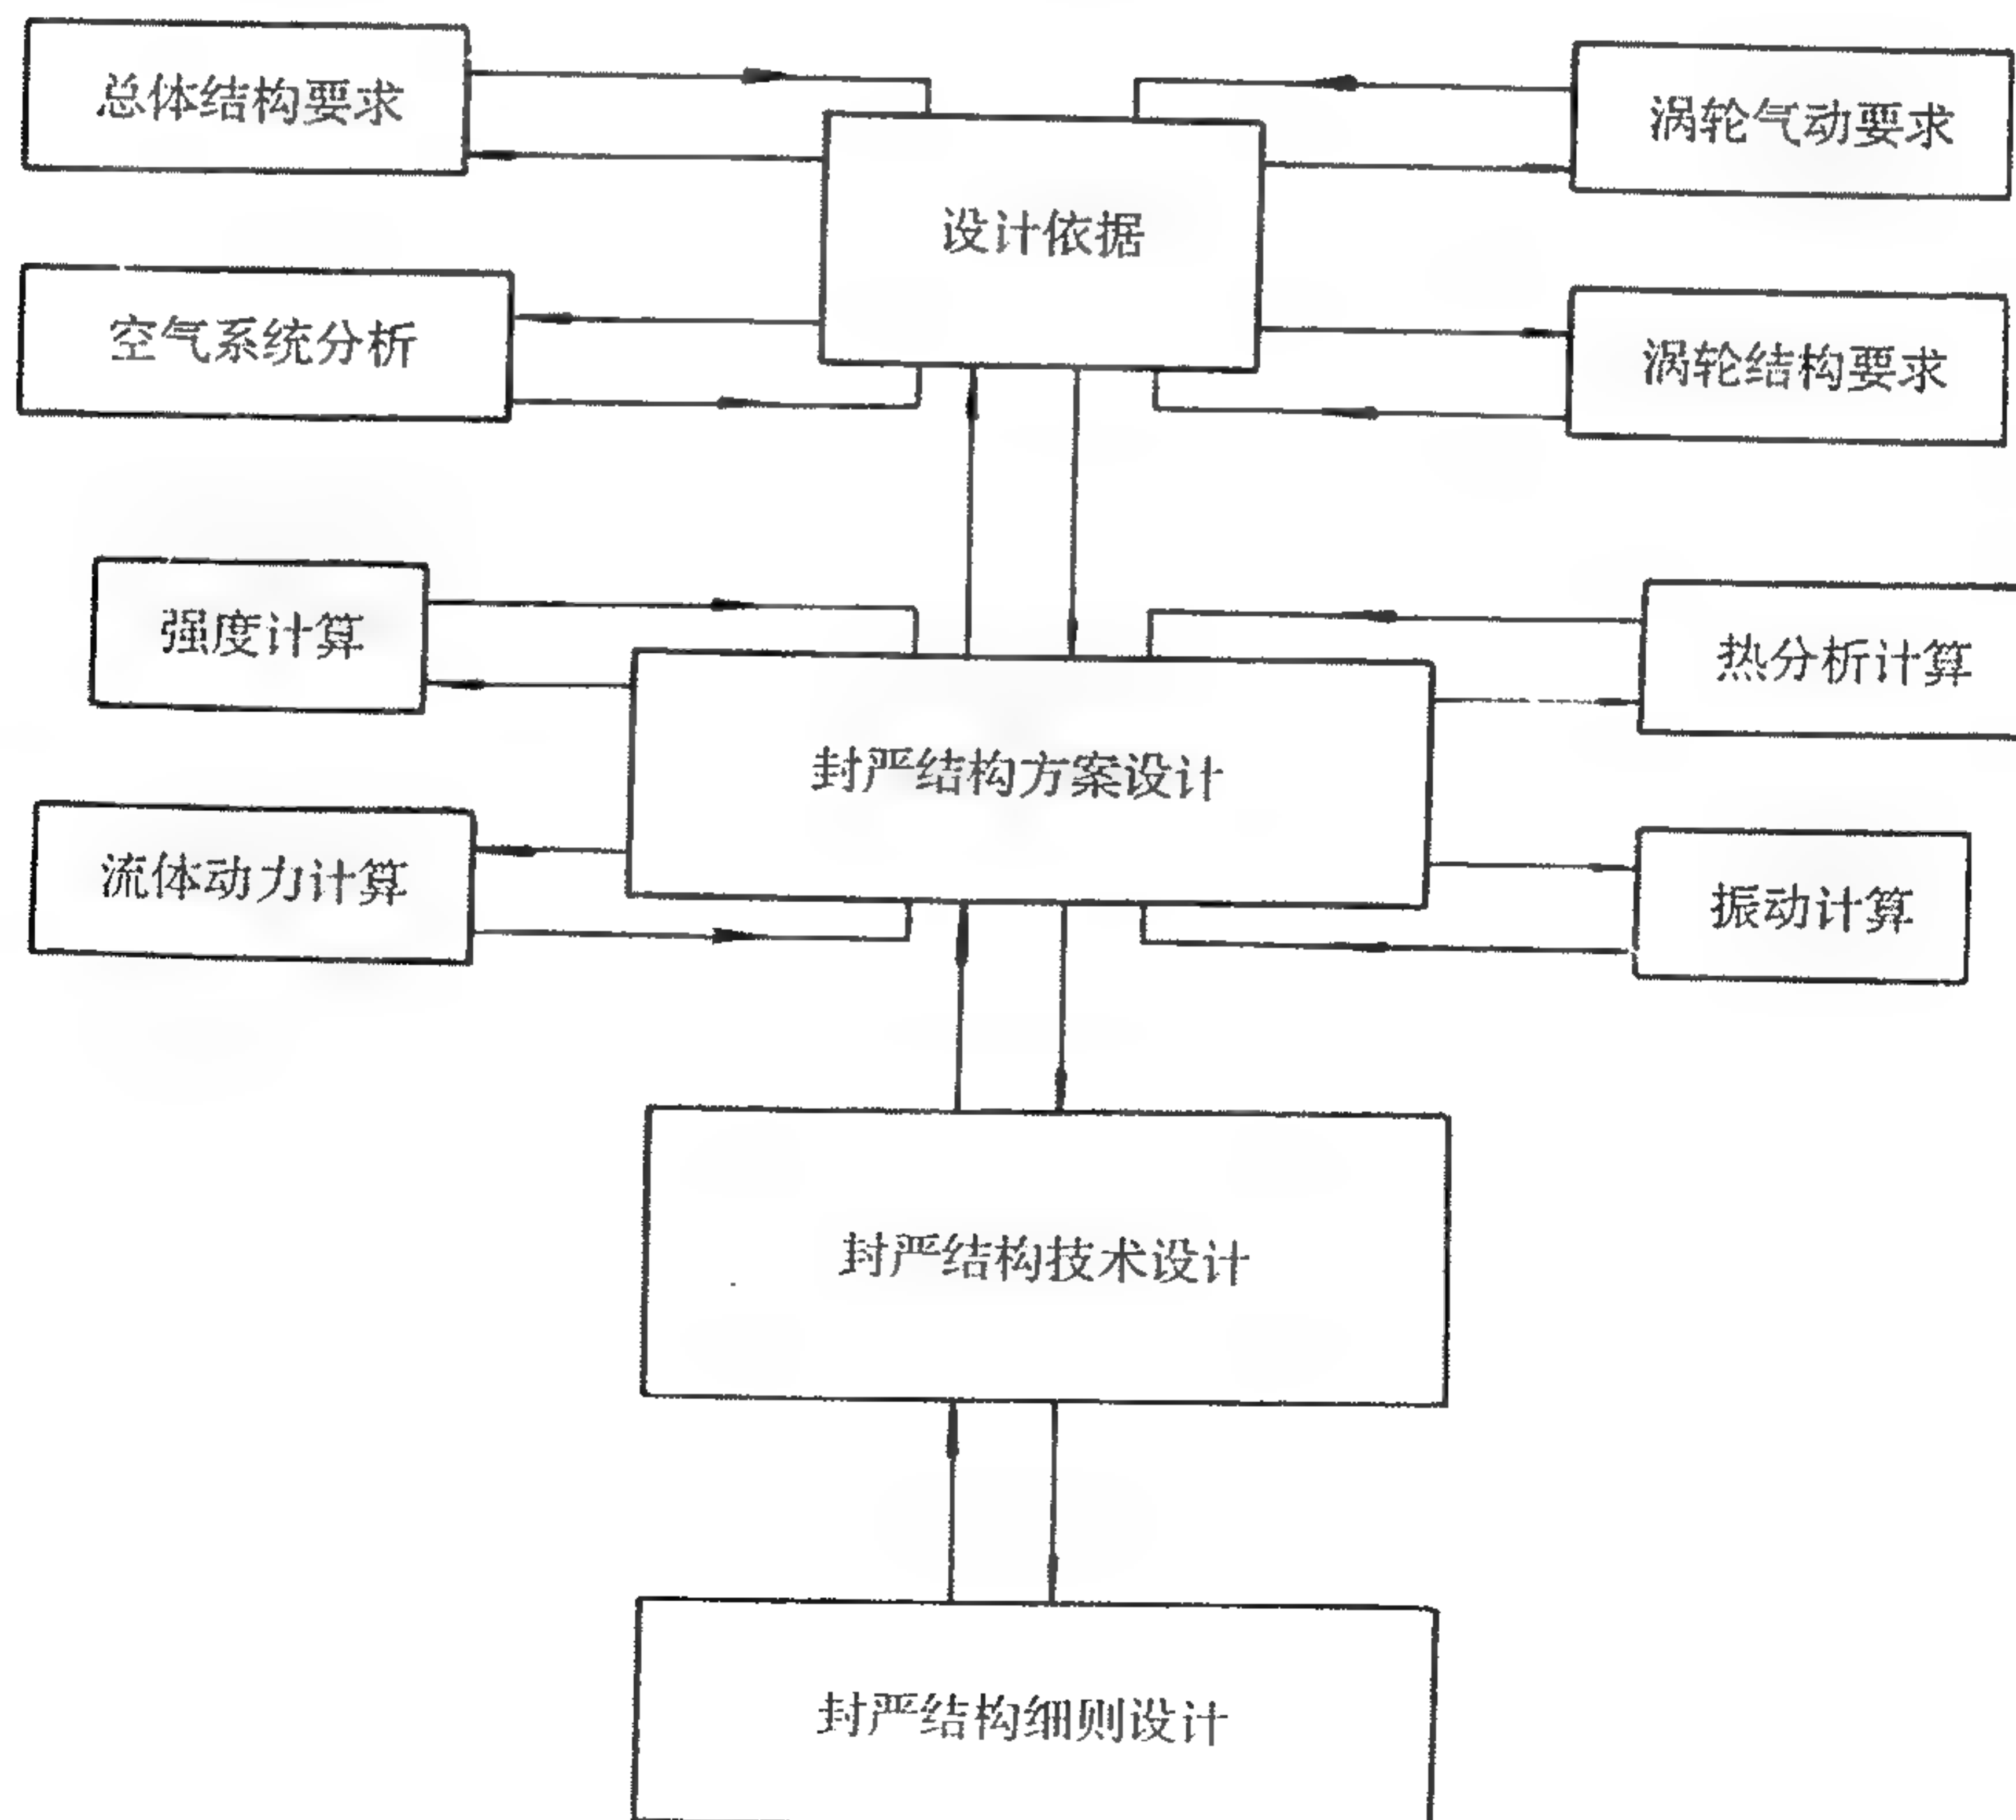 总体结构要求
涡轮气动要求
设计依据
空气系统分析
涡轮结构要求
强度计算
热分析计算
封严结构方案设计
流体动力计算
振动计算
封严结构技术设计
封严结构细则设计